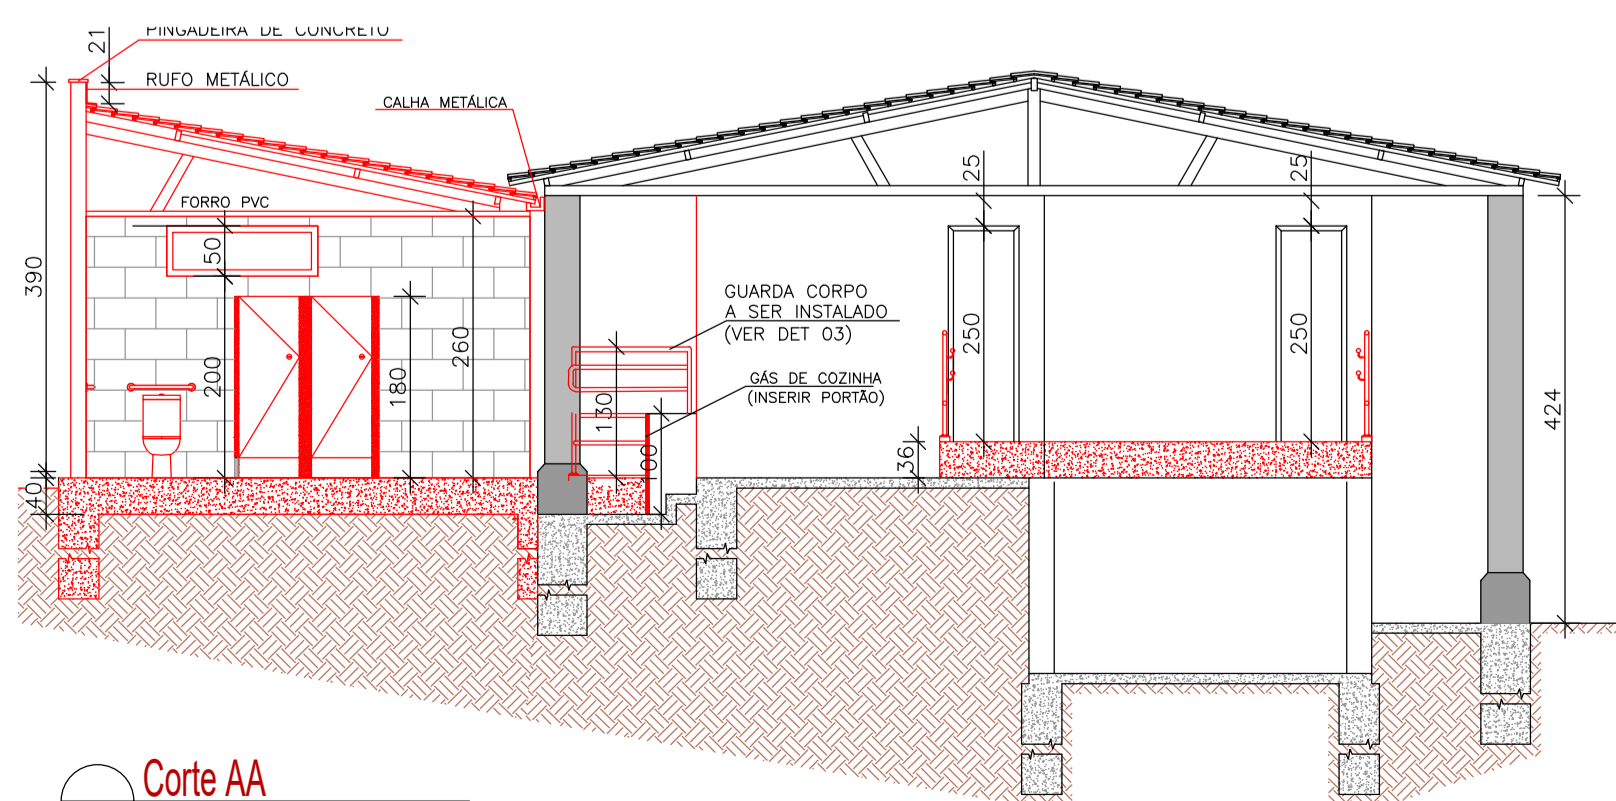 PINGADEIRA DE CONCRETO
21
RUFO METÁLICO
CALHA METÁLICA
25
25
FORRO PVC
50
390
GUARDA CORPO
A SER INSTALADO
(VER DET 03)
260
250
250
200
180
GÁS DE COZINHA
(INSERIR PORTÃO)
130
424
36
40
Corte AA